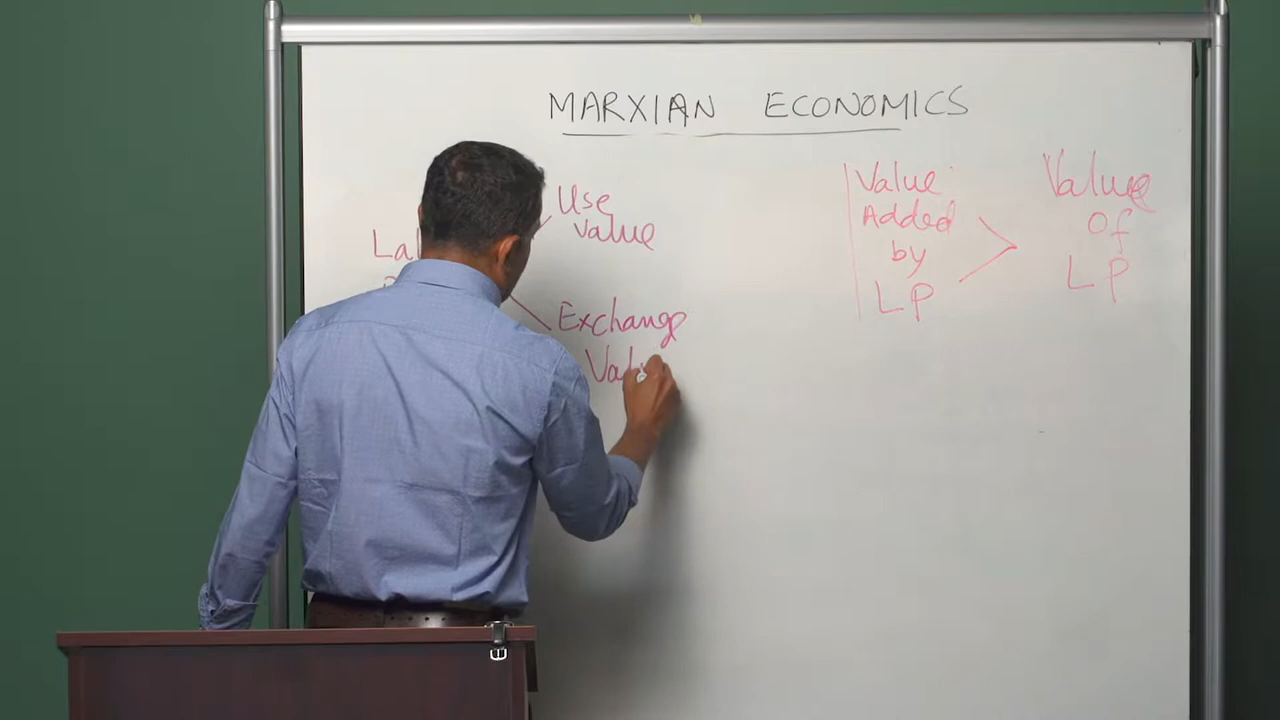 MARXIAN ECONOMICS
Use
Value
Exchange
Value
Added
by
LP
Value
Of
LP